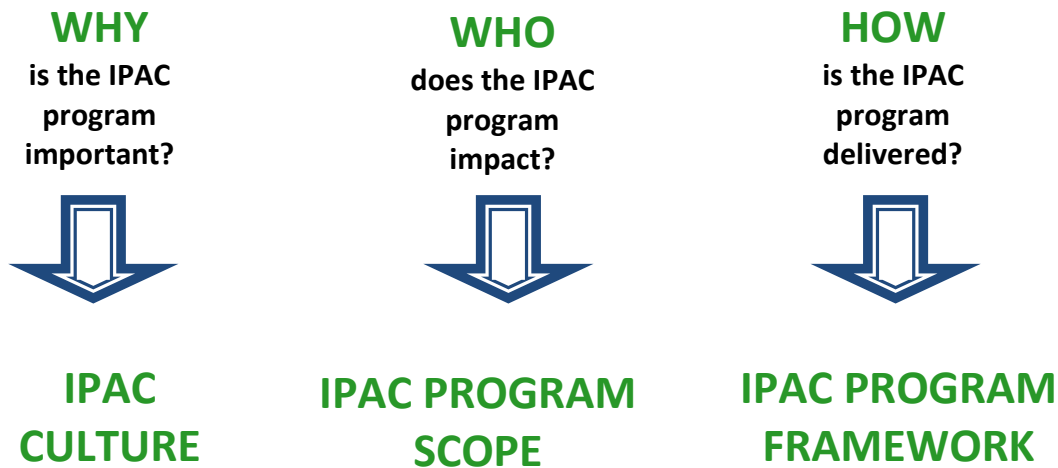 WHY
is the IPAC
program
important?
IPAC
CULTURE
WHO
does the IPAC
program
impact?
IPAC PROGRAM
SCOPE
HOW
is the IPAC
program
delivered?
IPAC PROGRAM
FRAMEWORK